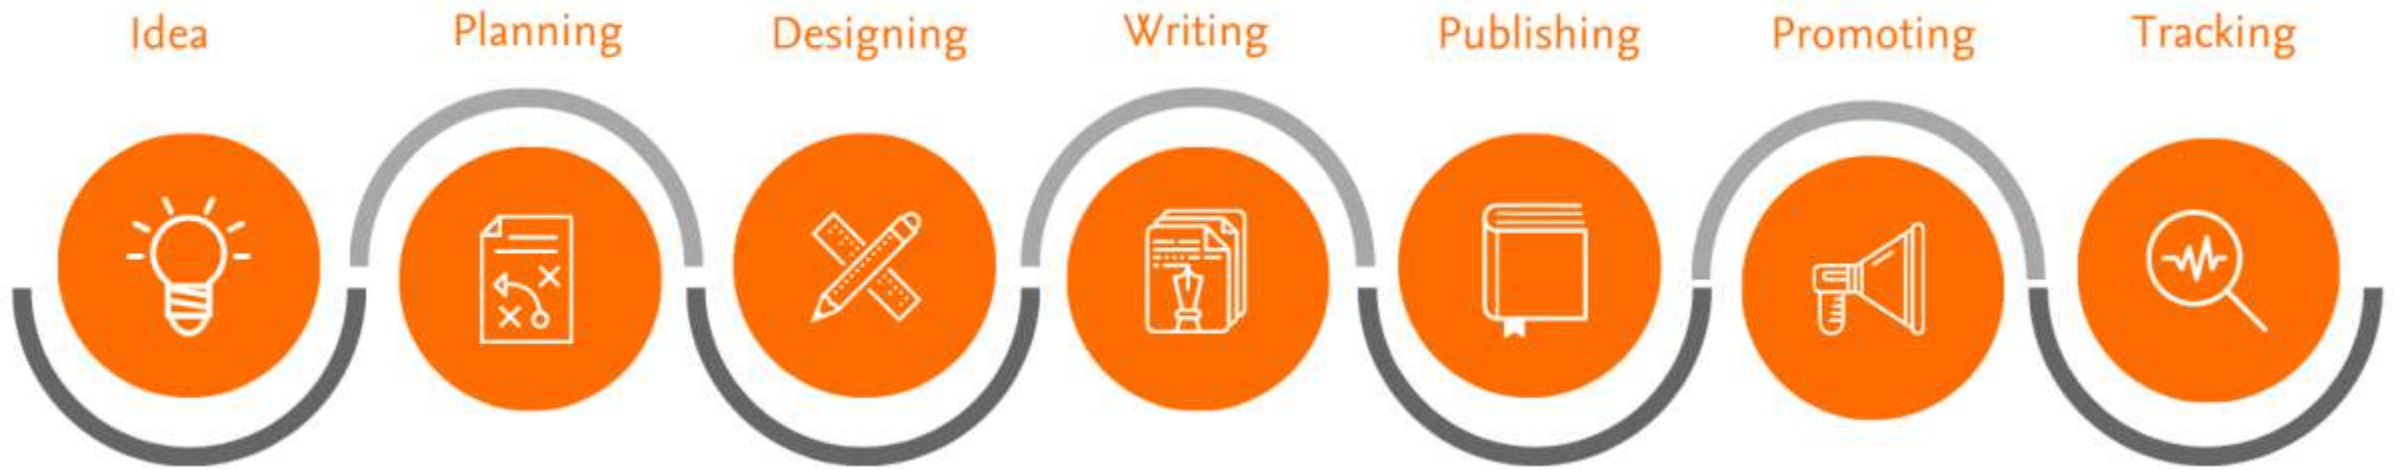 Idea
Planning
Designing
Writing
Publishing
Promoting
Tracking